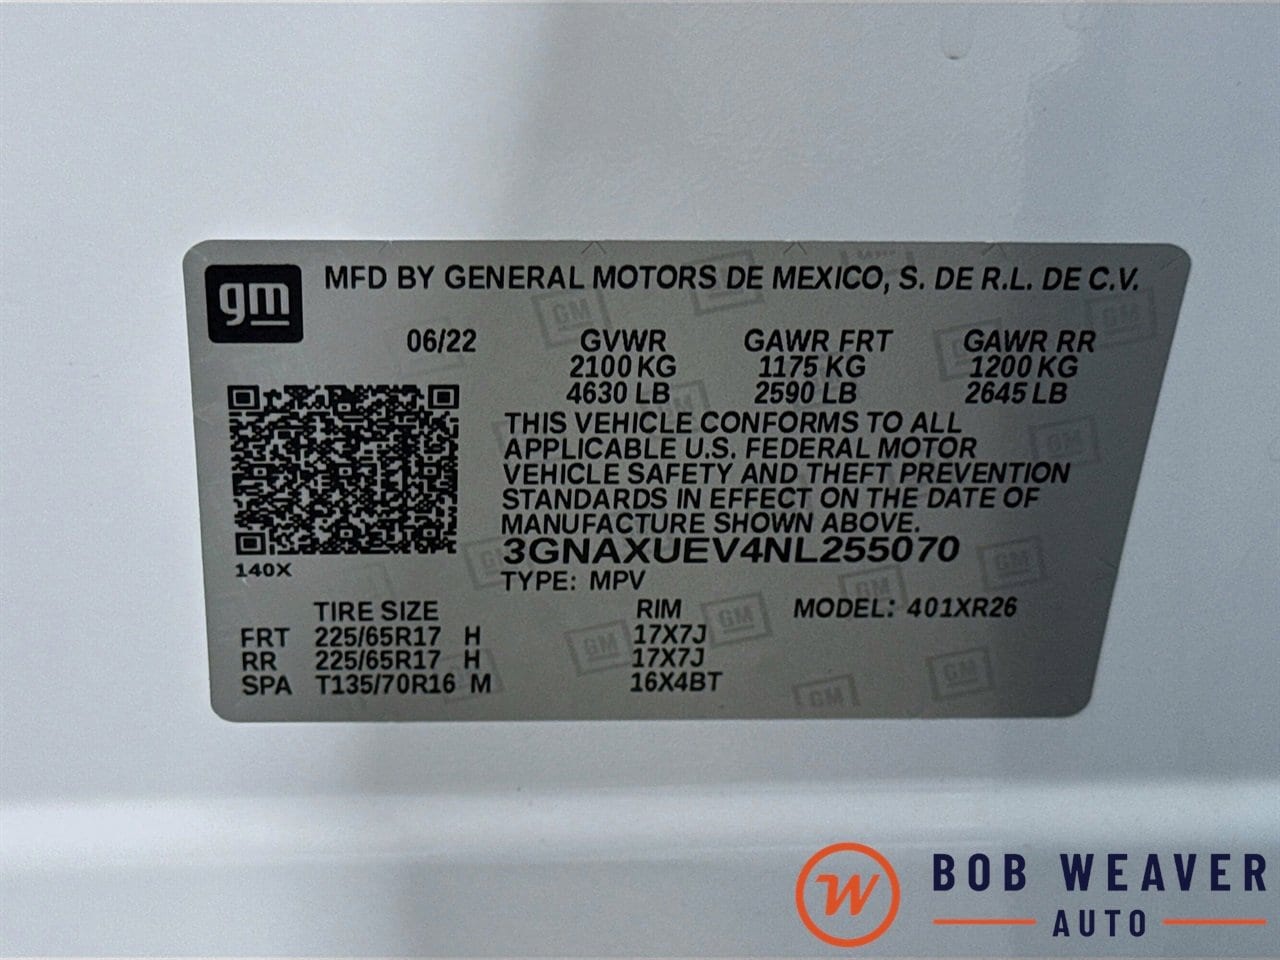 gm MFD BY GENERAL MOTORS DE MEXICO, S. DE R.L. DE C.V.
06/22 GVWR GAWR FRT GAWR RR
2100 KG 1175 KG 1200 KG
4630 LB 2590 LB 2645 LB
THIS VEHICLE CONFORMS TO ALL
APPLICABLE U.S. FEDERAL MOTOR
VEHICLE SAFETY AND THEFT PREVENTION
STANDARDS IN EFFECT ON THE DATE OF
MANUFACTURE SHOWN ABOVE.
3GNAXUEV4NL255070
140X
TYPE: MPV
TIRE SIZE RIM MODEL: 401XR26
FRT 225/65R17 H 17X7J
RR 225/65R17 H 17X7J
SPA T135/70R16 M 16X4BT
W BOB WEAVER
AUTO